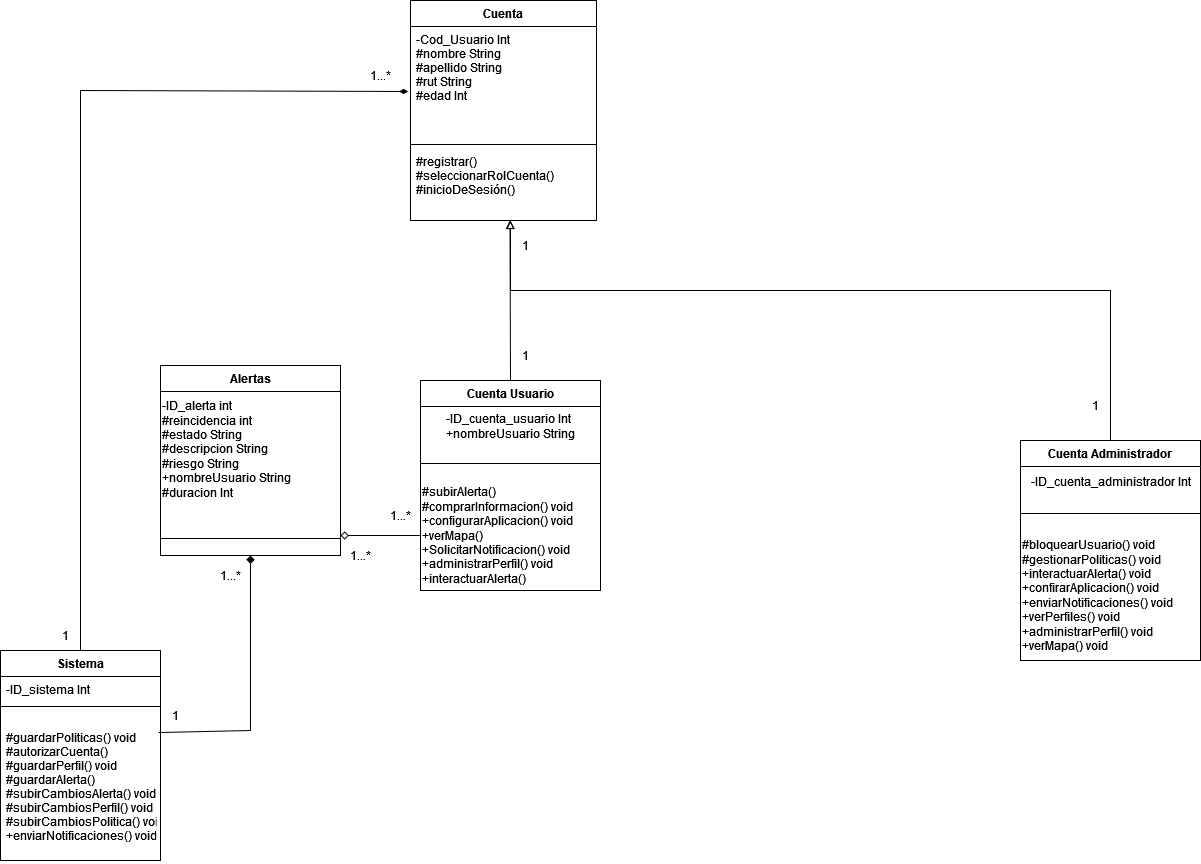 Cuenta
-Cod_Usuario Int
#nombre String
#apellido String
#rut String
#edad Int
#registrar()
#seleccionarRolCuenta()
#inicioDeSesión()
1...*
1
1
1
Alertas
-ID_alerta int
#reincidencia int
#estado String
#descripcion String
#riesgo String
+nombreUsuario String
#duracion Int
Cuenta Usuario
-ID_cuenta_usuario Int
+nombreUsuario String
#subirAlerta()
#comprarInformacion() void
+configurarAplicacion() void
+verMapa()
+SolicitarNotificacion() void
+administrarPerfil() void
+interactuarAlerta()
1...*
1...*
1...*
Cuenta Administrador
-ID_cuenta_administrador Int
#bloquearUsuario() void
#gestionarPoliticas() void
+interactuarAlerta() void
+confirarAplicacion() void
+enviarNotificaciones() void
+verPerfiles() void
+administrarPerfil() void
+verMapa() void
1
Sistema
-ID_sistema Int
1
#guardarPoliticas() void
#autorizarCuenta()
#guardarPerfil() void
#guardarAlerta()
#subirCambiosAlerta() void
#subirCambiosPerfil() void
#subirCambiosPolitica() voi
+enviarNotificaciones() void